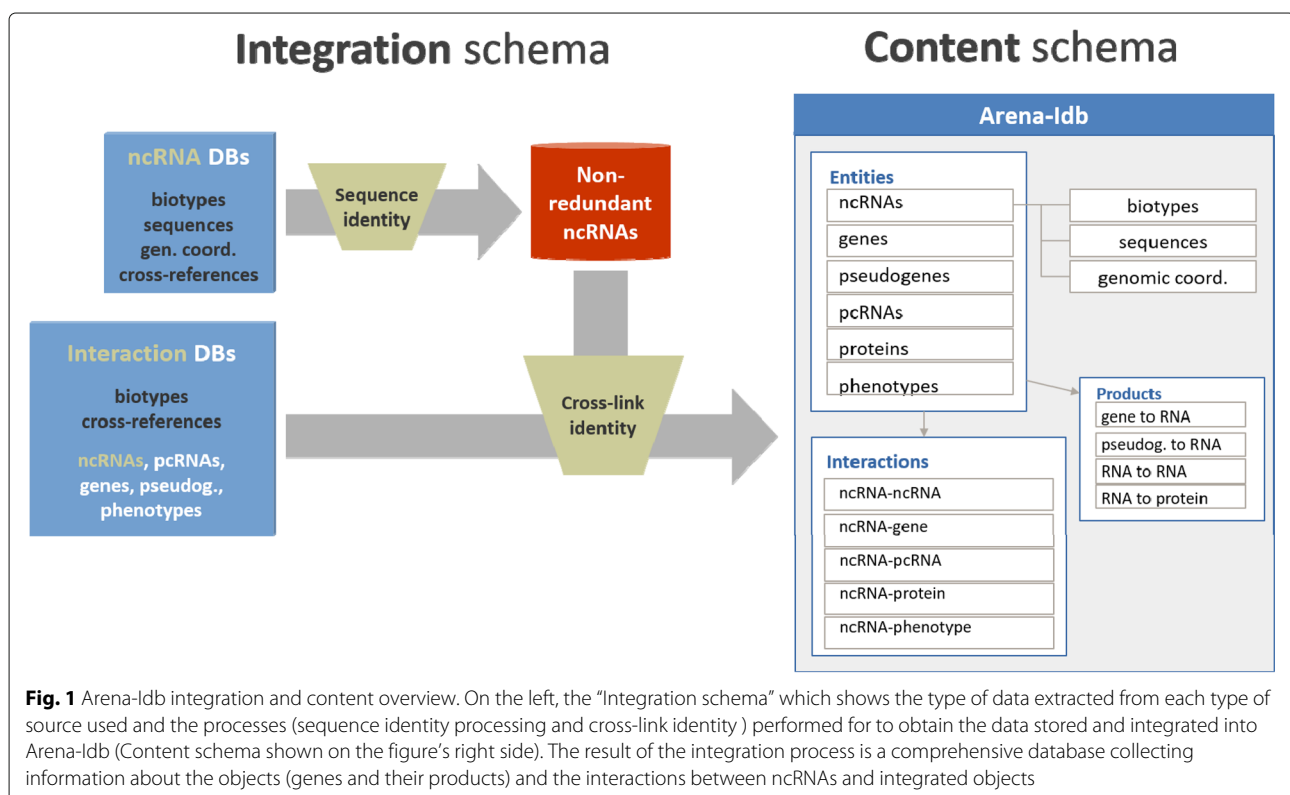 Integration schema
ncRNA DBs
biotypes
sequences
gen. coord.
cross-references
Sequence
identity
Non-
redundant
ncRNAs
Interaction DBs
biotypes
cross-references
ncRNAs, pcRNAs,
genes, pseudog.,
phenotypes
Cross-link
identity
Content schema
Arena-Idb
Entities
ncRNAs
genes
pseudogenes
pcRNAs
proteins
phenotypes
biotypes
sequences
genomic coord.
Products
gene to RNA
pseudog. to RNA
RNA to RNA
RNA to protein
Interactions
ncRNA-ncRNA
ncRNA-gene
ncRNA-pcRNA
ncRNA-protein
ncRNA-phenotype
Fig. 1 Arena-Idb integration and content overview. On the left, the “Integration schema” which shows the type of data extracted from each type of
source used and the processes (sequence identity processing and cross-link identity ) performed for to obtain the data stored and integrated into
Arena-Idb (Content schema shown on the figure’s right side). The result of the integration process is a comprehensive database collecting
information about the objects (genes and their products) and the interactions between ncRNAs and integrated objects